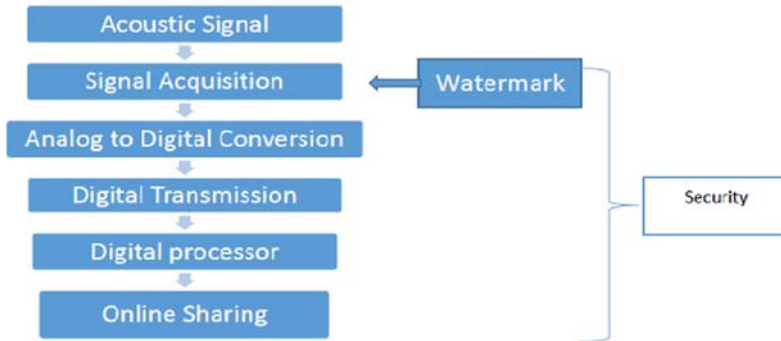 Acoustic Signal
Signal Acquisition
Watermark
Analog to Digital Conversion
Digital Transmission
Security
Digital processor
Online Sharing